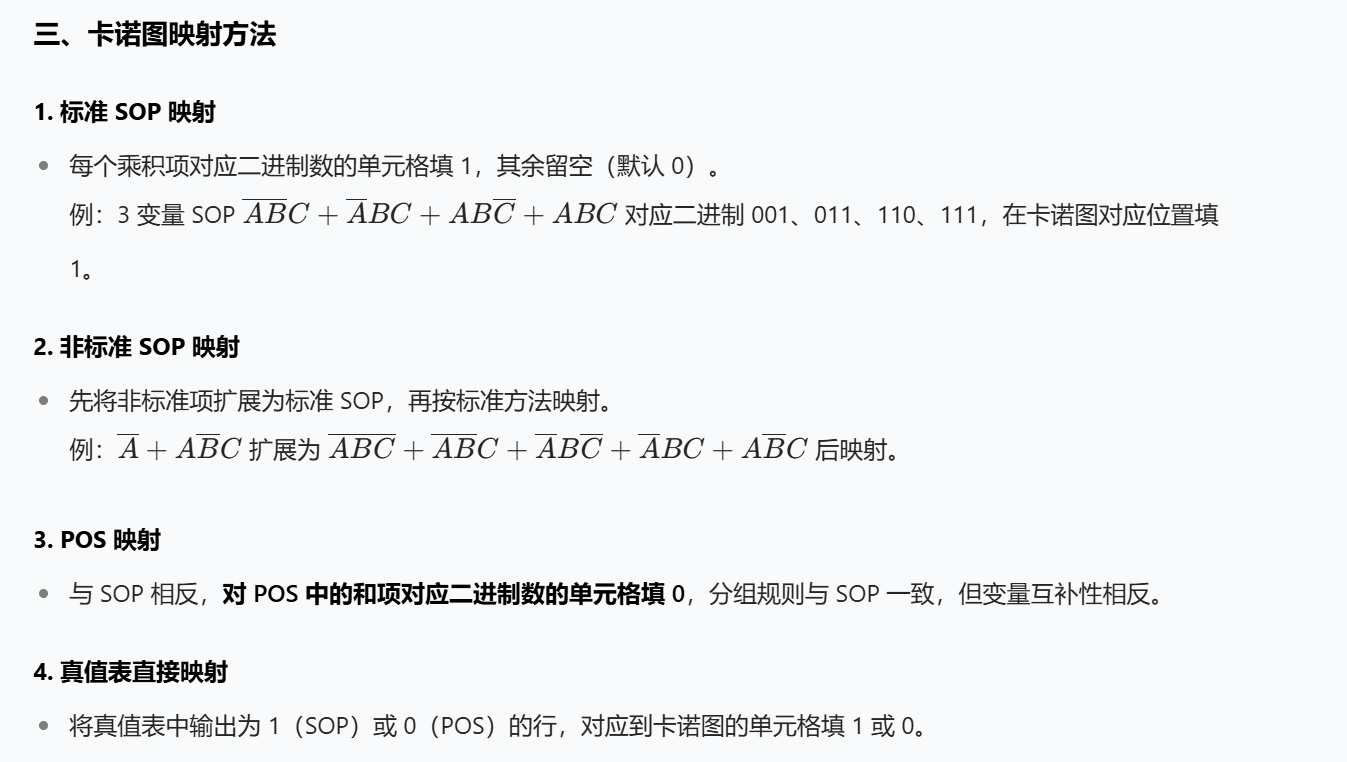 三、卡诺图映射方法
1. 标准 SOP 映射
• 每个乘积项对应二进制数的单元格填 1，其余留空（默认 0）。
例：3 变量 SOP $\overline{A}\overline{B}C + \overline{A}BC + AB\overline{C} + ABC$ 对应二进制 001、011、110、111，在卡诺图对应位置填
1。
2. 非标准 SOP 映射
• 先将非标准项扩展为标准 SOP，再按标准方法映射。
例：$\overline{A} + A\overline{B}C$ 扩展为 $\overline{A}\overline{B}\overline{C} + \overline{A}\overline{B}C + \overline{A}B\overline{C} + \overline{A}BC + A\overline{B}C$ 后映射。
3. POS 映射
• 与 SOP 相反，对 POS 中的和项对应二进制数的单元格填 0，分组规则与 SOP 一致，但变量互补性相反。
4. 真值表直接映射
• 将真值表中输出为 1（SOP）或 0（POS）的行，对应到卡诺图的单元格填 1 或 0。